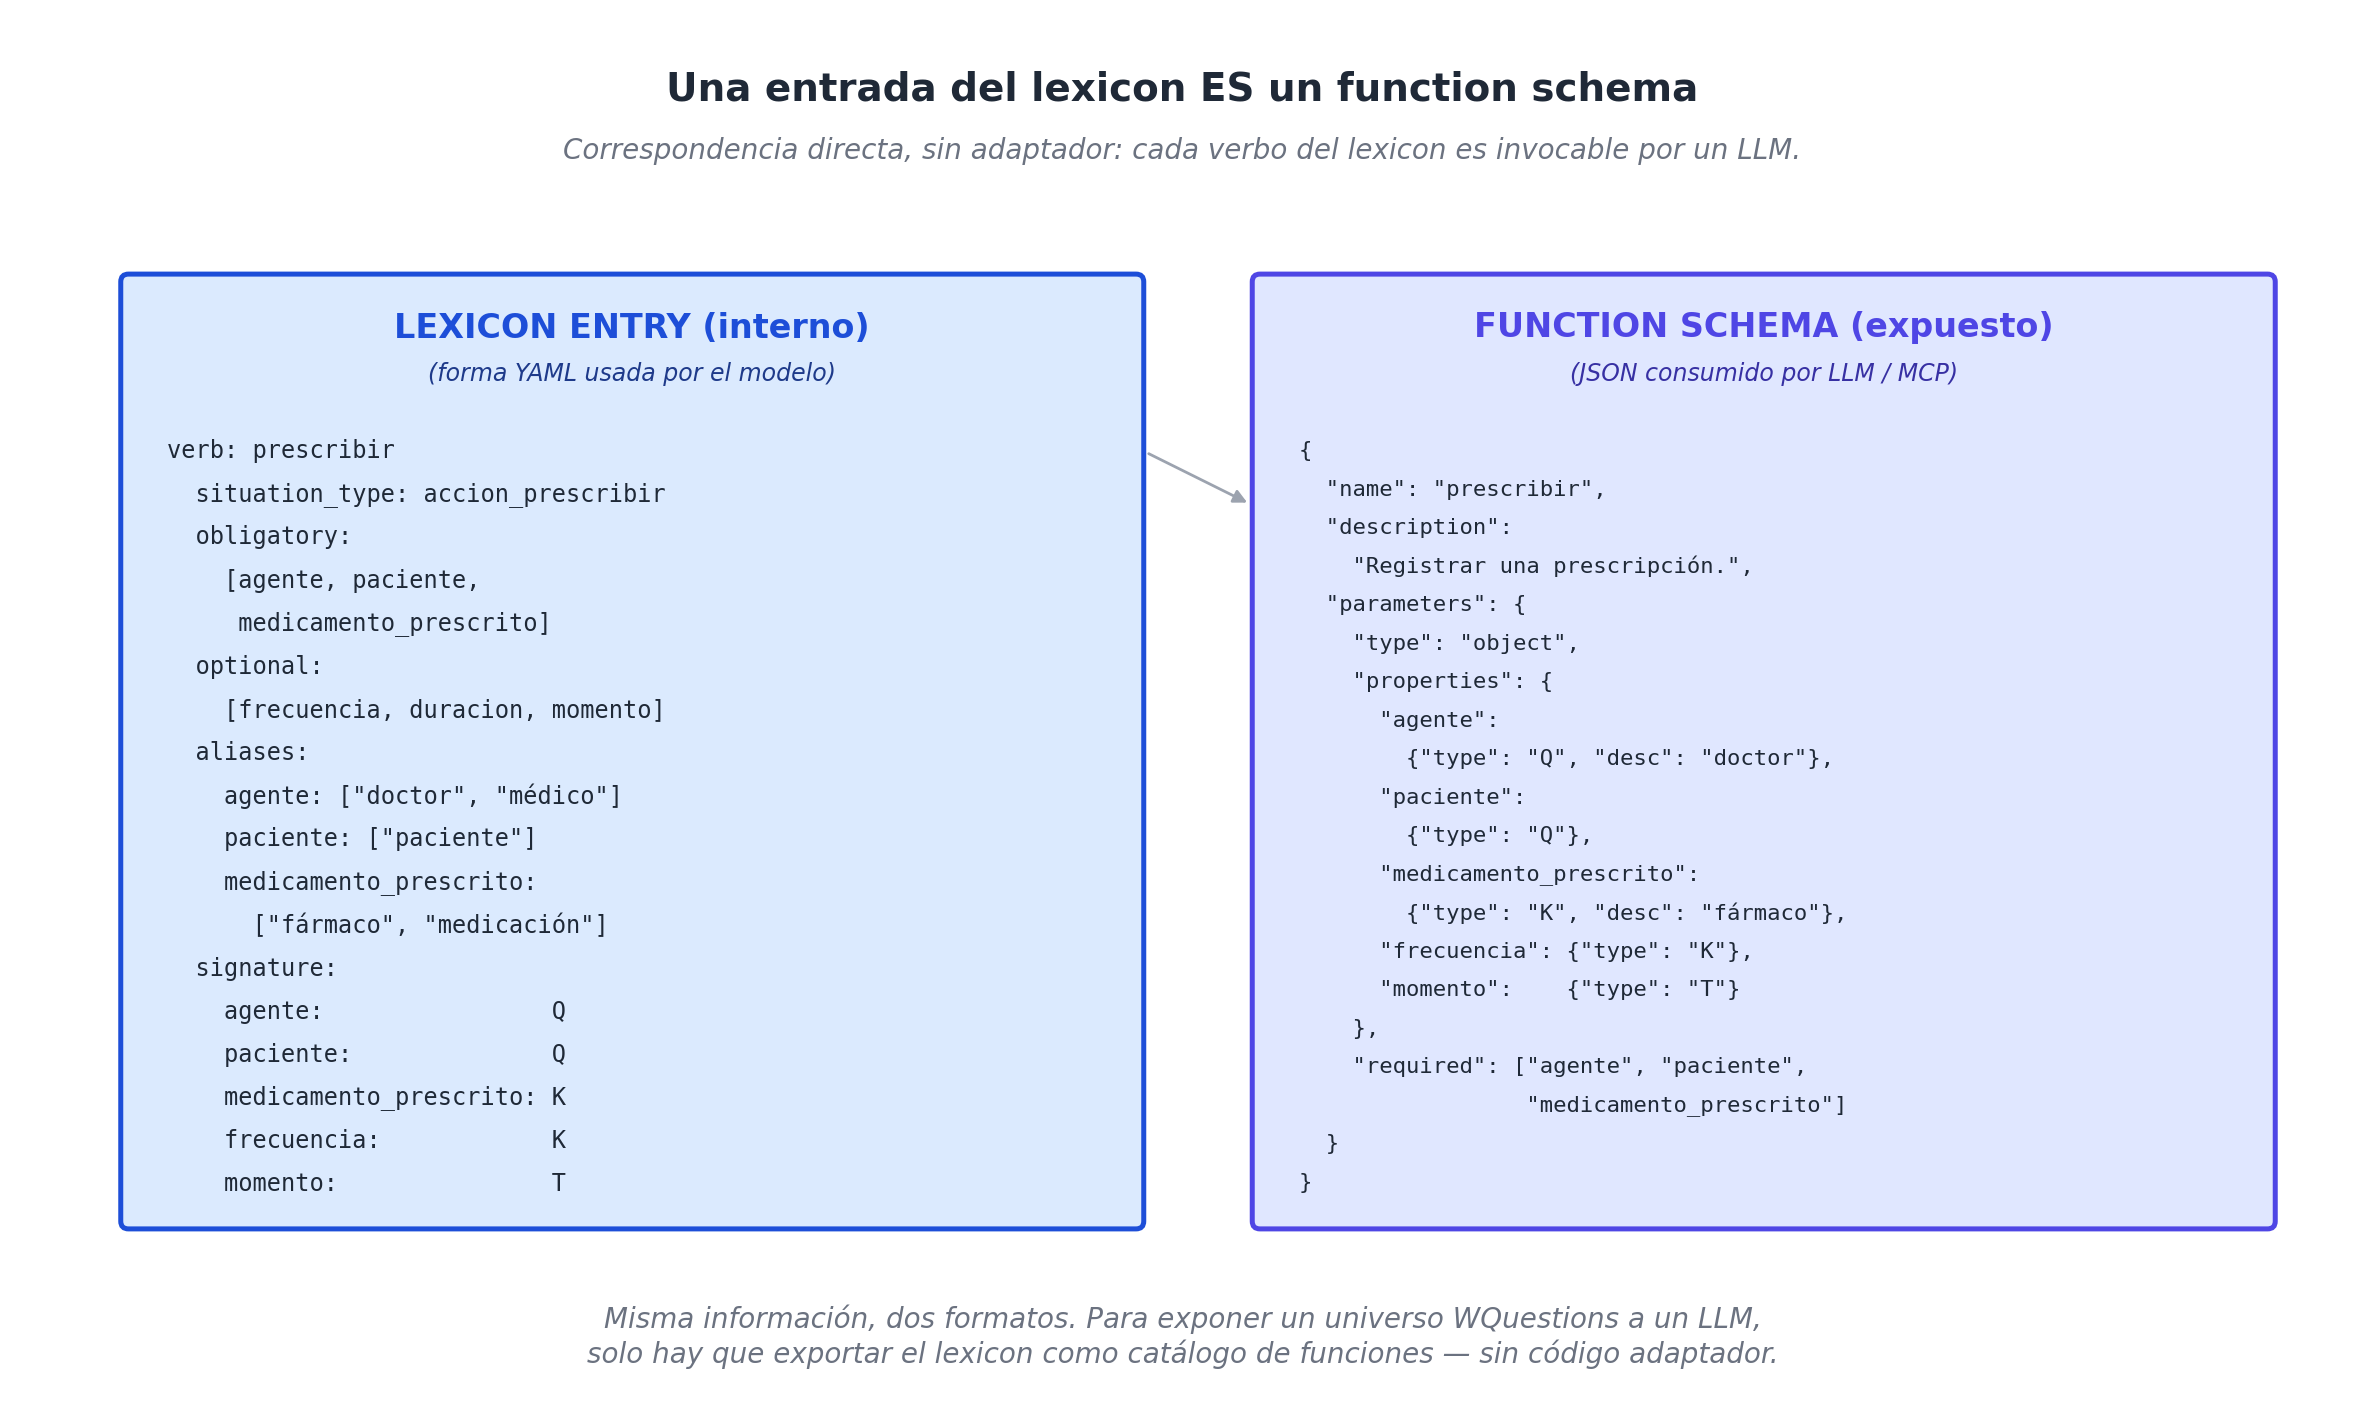 Una entrada del lexicon ES un function schema
Correspondencia directa, sin adaptador: cada verbo del lexicon es invocable por un LLM.
LEXICON ENTRY (interno)
(forma YAML usada por el modelo)
verb: prescribir
  situation_type: accion_prescribir
  obligatory:
    [agente, paciente,
     medicamento_prescrito]
  optional:
    [frecuencia, duracion, momento]
  aliases:
    agente: ["doctor", "médico"]
    paciente: ["paciente"]
    medicamento_prescrito:
      ["fármaco", "medicación"]
  signature:
    agente:                Q
    paciente:              Q
    medicamento_prescrito: K
    frecuencia:            K
    momento:               T
FUNCTION SCHEMA (expuesto)
(JSON consumido por LLM / MCP)
{
  "name": "prescribir",
  "description":
    "Registrar una prescripción.",
  "parameters": {
    "type": "object",
    "properties": {
      "agente":
        {"type": "Q", "desc": "doctor"},
      "paciente":
        {"type": "Q"},
      "medicamento_prescrito":
        {"type": "K", "desc": "fármaco"},
      "frecuencia": {"type": "K"},
      "momento":    {"type": "T"}
    },
    "required": ["agente", "paciente",
                 "medicamento_prescrito"]
  }
}
Misma información, dos formatos. Para exponer un universo WQuestions a un LLM,
solo hay que exportar el lexicon como catálogo de funciones — sin código adaptador.